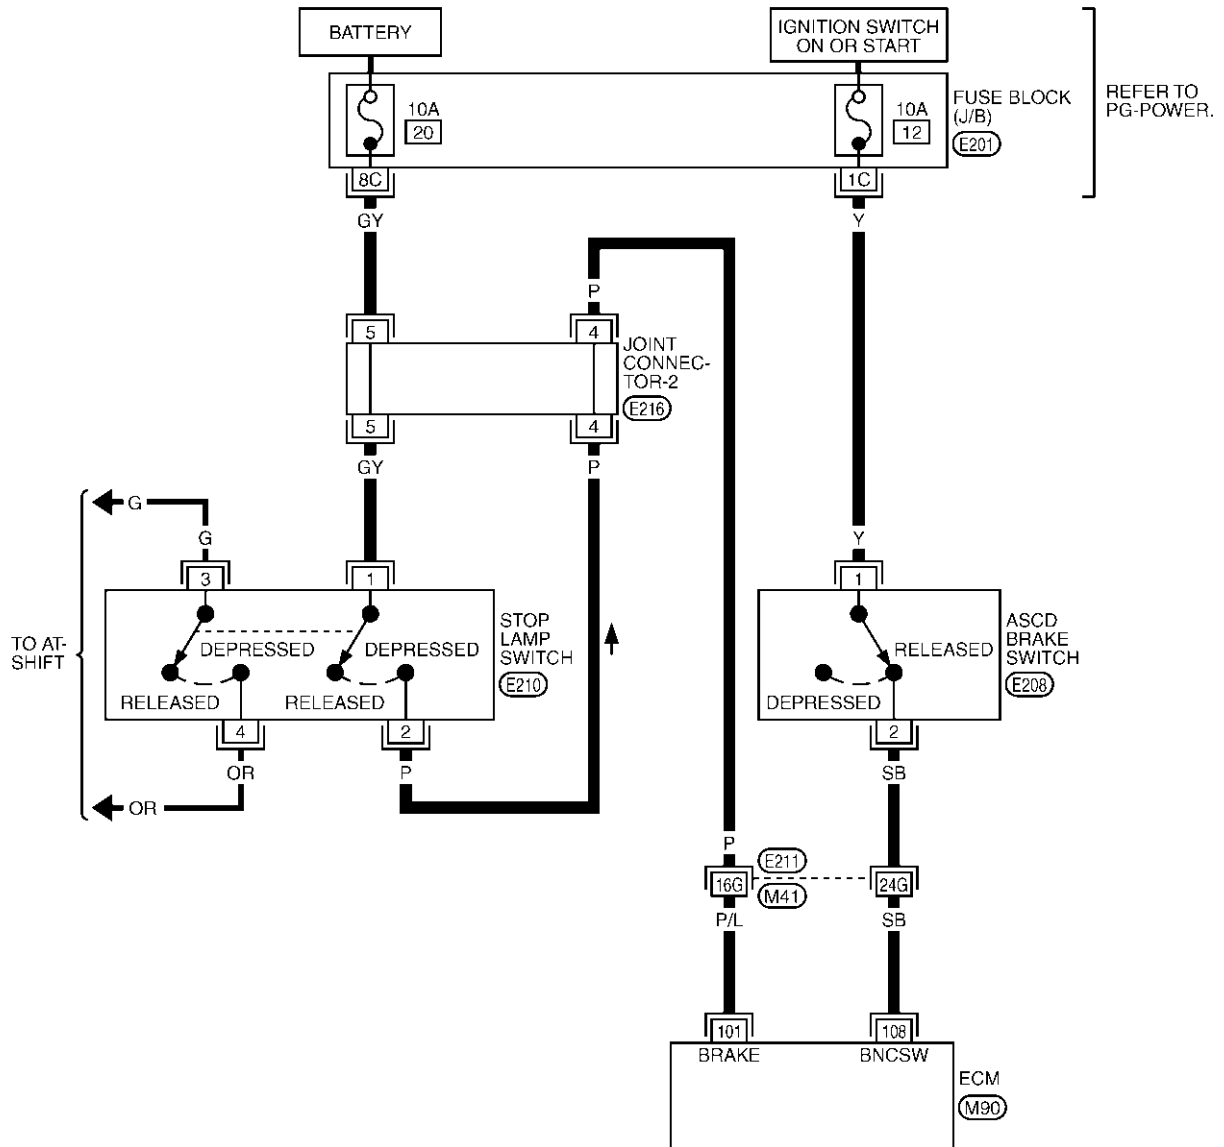 BATTERY
IGNITION SWITCH
ON OR START
10A
20
10A
12
FUSE BLOCK
(J/B)
E201
REFER TO
PG-POWER.
8C
1C
GY
Y
P
5
4
JOINT
CONNEC-
TOR-2
E216
5
4
GY
P
G
G
Y
3
1
1
TO AT-
SHIFT
DEPRESSED
DEPRESSED
RELEASED
RELEASED
STOP
LAMP
SWITCH
E210
RELEASED
DEPRESSED
ASCD
BRAKE
SWITCH
E208
4
2
2
OR
P
SB
OR
P
E211
16G
M41
24G
P/L
SB
101
108
BRAKE
BNCSW
ECM
M90